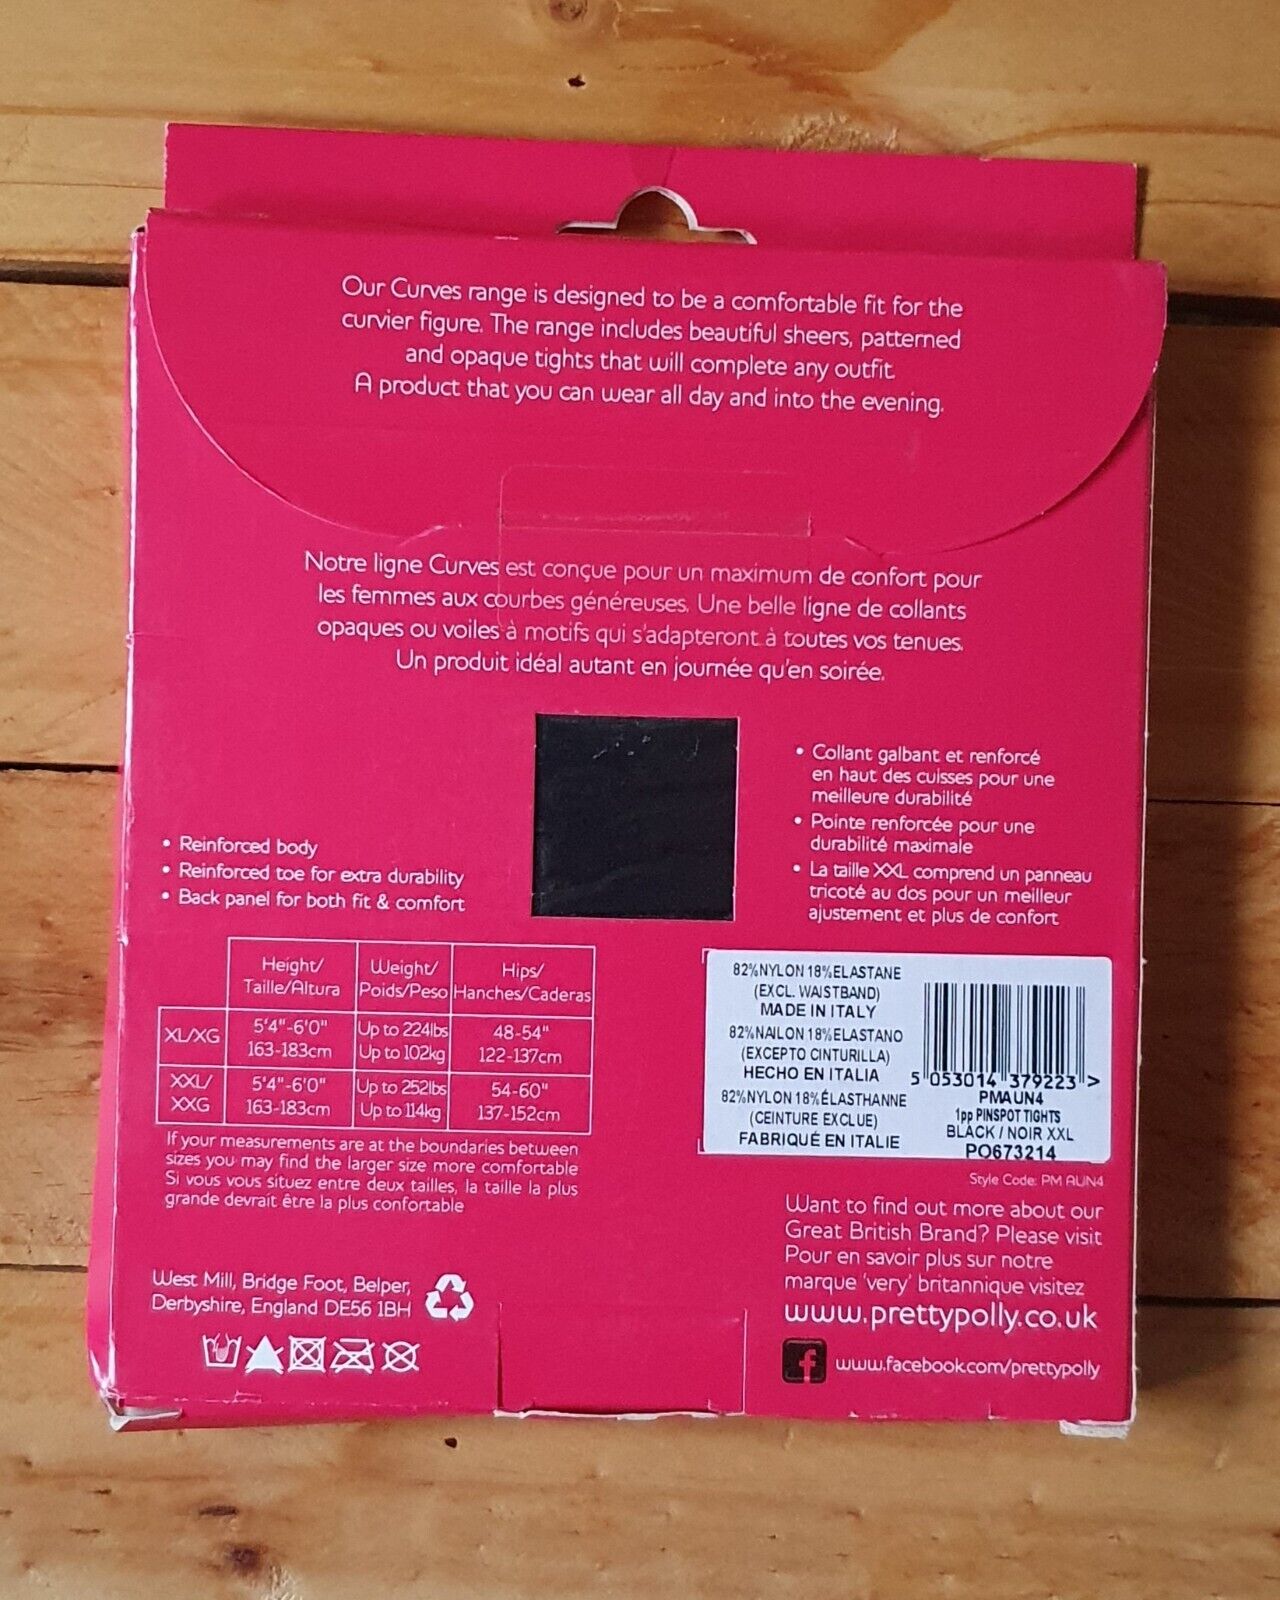 Our Curves range is designed to be a comfortable fit for the
curvier figure. The range includes beautiful sheers, patterned
and opaque tights that will complete any outfit.
A product that you can wear all day and into the evening.
Notre ligne Curves est conçue pour un maximum de confort pour
les femmes aux courbes généreuses. Une belle ligne de collants
opaques ou voiles à motifs qui s'adapteront à toutes vos tenues.
Un produit idéal autant en journée qu'en soirée.
• Reinforced body
• Reinforced toe for extra durability
• Back panel for both fit & comfort
• Collant galbant et renforcé
en haut des cuisses pour une
meilleure durabilité
• Pointe renforcée pour une
durabilité maximale
• La taille XXL comprend un panneau
tricoté au dos pour un meilleur
ajustement et plus de confort
Height/ Weight/ Hips/
Taille/Altura Poids/Peso Hanches/Caderas
XL/XG 5'4"-6'0" Up to 224lbs 48-54"
163-183cm Up to 102kg 122-137cm
XXL/ 5'4"-6'0" Up to 252lbs 54-60"
XXG 163-183cm Up to 114kg 137-152cm
If your measurements are at the boundaries between
sizes you may find the larger size more comfortable
Si vous vous situez entre deux tailles, la taille la plus
grande devrait être la plus confortable
82%NYLON 18%ELASTANE
(EXCL. WAISTBAND)
MADE IN ITALY
82%NAILON 18%ELASTANO
(EXCEPTO CINTURILLA)
HECHO EN ITALIA
82%NYLON 18%ÉLASTHANNE
(CEINTURE EXCLUE)
FABRIQUÉ EN ITALIE
5 053014 379223 >
PMAUN4
1pp PINSPOT TIGHTS
BLACK / NOIR XXL
PO673214
Style Code: PM AUN4
Want to find out more about our
Great British Brand? Please visit
Pour en savoir plus sur notre
marque 'very' britannique visitez
www.prettypolly.co.uk
f www.facebook.com/prettypolly
West Mill, Bridge Foot, Belper,
Derbyshire, England DE56 1BH